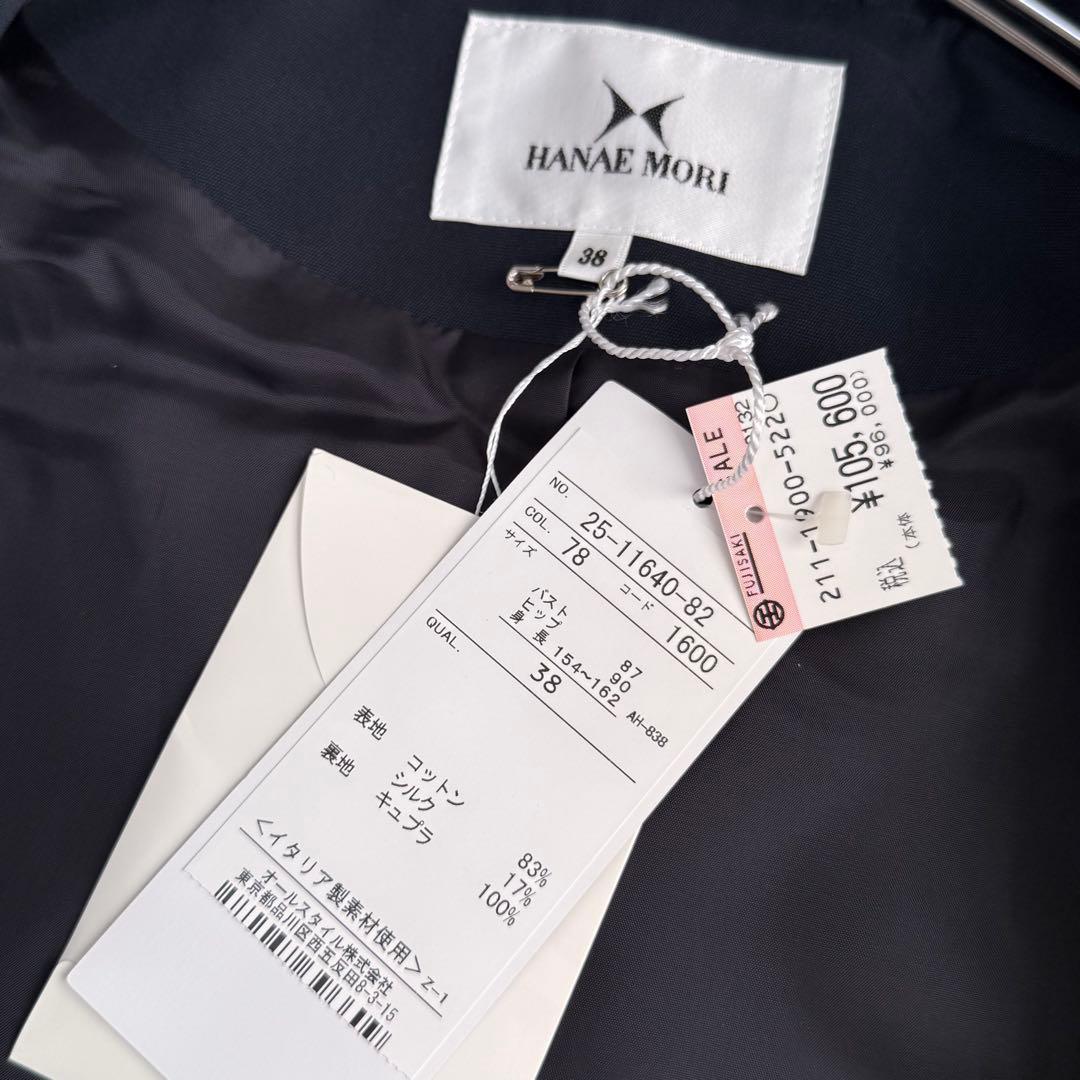 HANAE MORI
38
NO. 25-11640-82
COL. 78 コード 1600
サイズ
バスト 87
ヒップ 90
身長 154～162
38 AH-838
QUAL.
表地 コットン 83%
シルク 17%
裏地 キュプラ 100%
＜イタリア製素材使用＞ Z-1
オールスタイル株式会社
東京都品川区西五反田8-3-15
ALE
FUJISAKI
211-1900-5220
¥105,600
税込 (本体 ¥96,000)